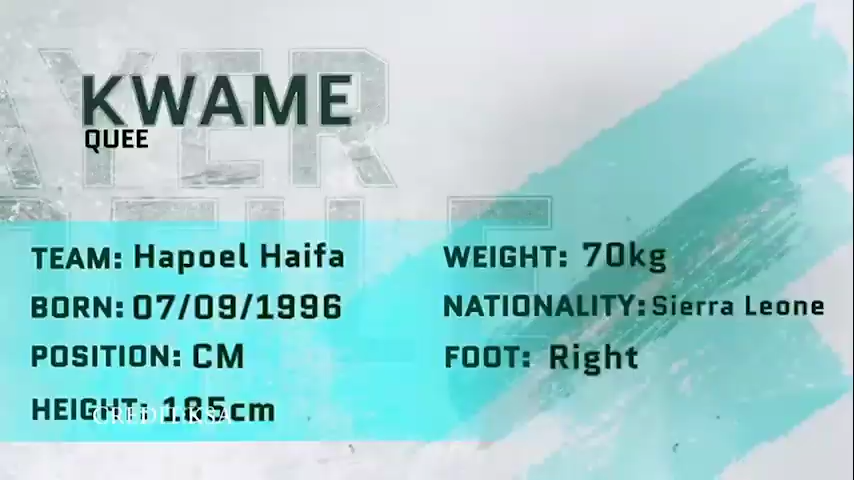 KWAME
QUEE
TEAM: Hapoel Haifa
BORN: 07/09/1996
POSITION: CM
HEIGHT: 185cm
WEIGHT: 70kg
NATIONALITY: Sierra Leone
FOOT: Right